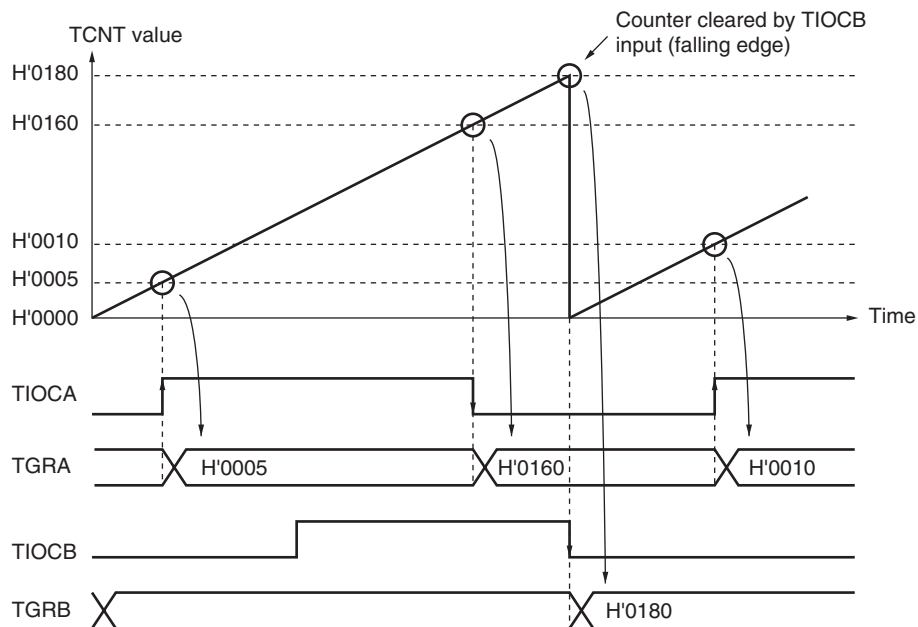 Counter cleared by TIOCB
input (falling edge)
TCNT value
H'0180
H'0160
H'0010
H'0005
H'0000
Time
TIOCA
TGRA
H'0005
H'0160
H'0010
TIOCB
TGRB
H'0180